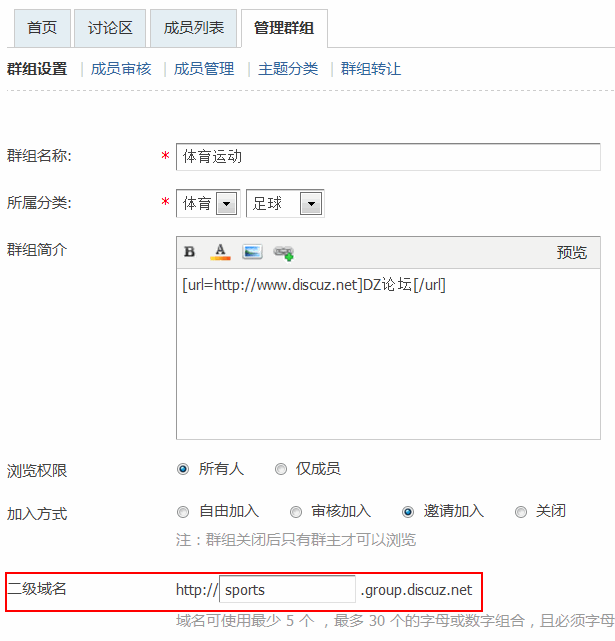 首页 讨论区 成员列表 管理群组
群组设置 成员审核 成员管理 主题分类 群组转让
群组名称: * 体育运动
所属分类: * 体育 足球
群组简介 B A 预览
[url=http://www.discuz.net]DZ论坛[/url]
浏览权限 所有人 仅成员
加入方式 自由加入 审核加入 邀请加入 关闭
注：群组关闭后只有群主才可以浏览
二级域名 http:// sports .group.discuz.net
域名可使用最少 5 个 ，最多 30 个的字母或数字组合，且必须字母